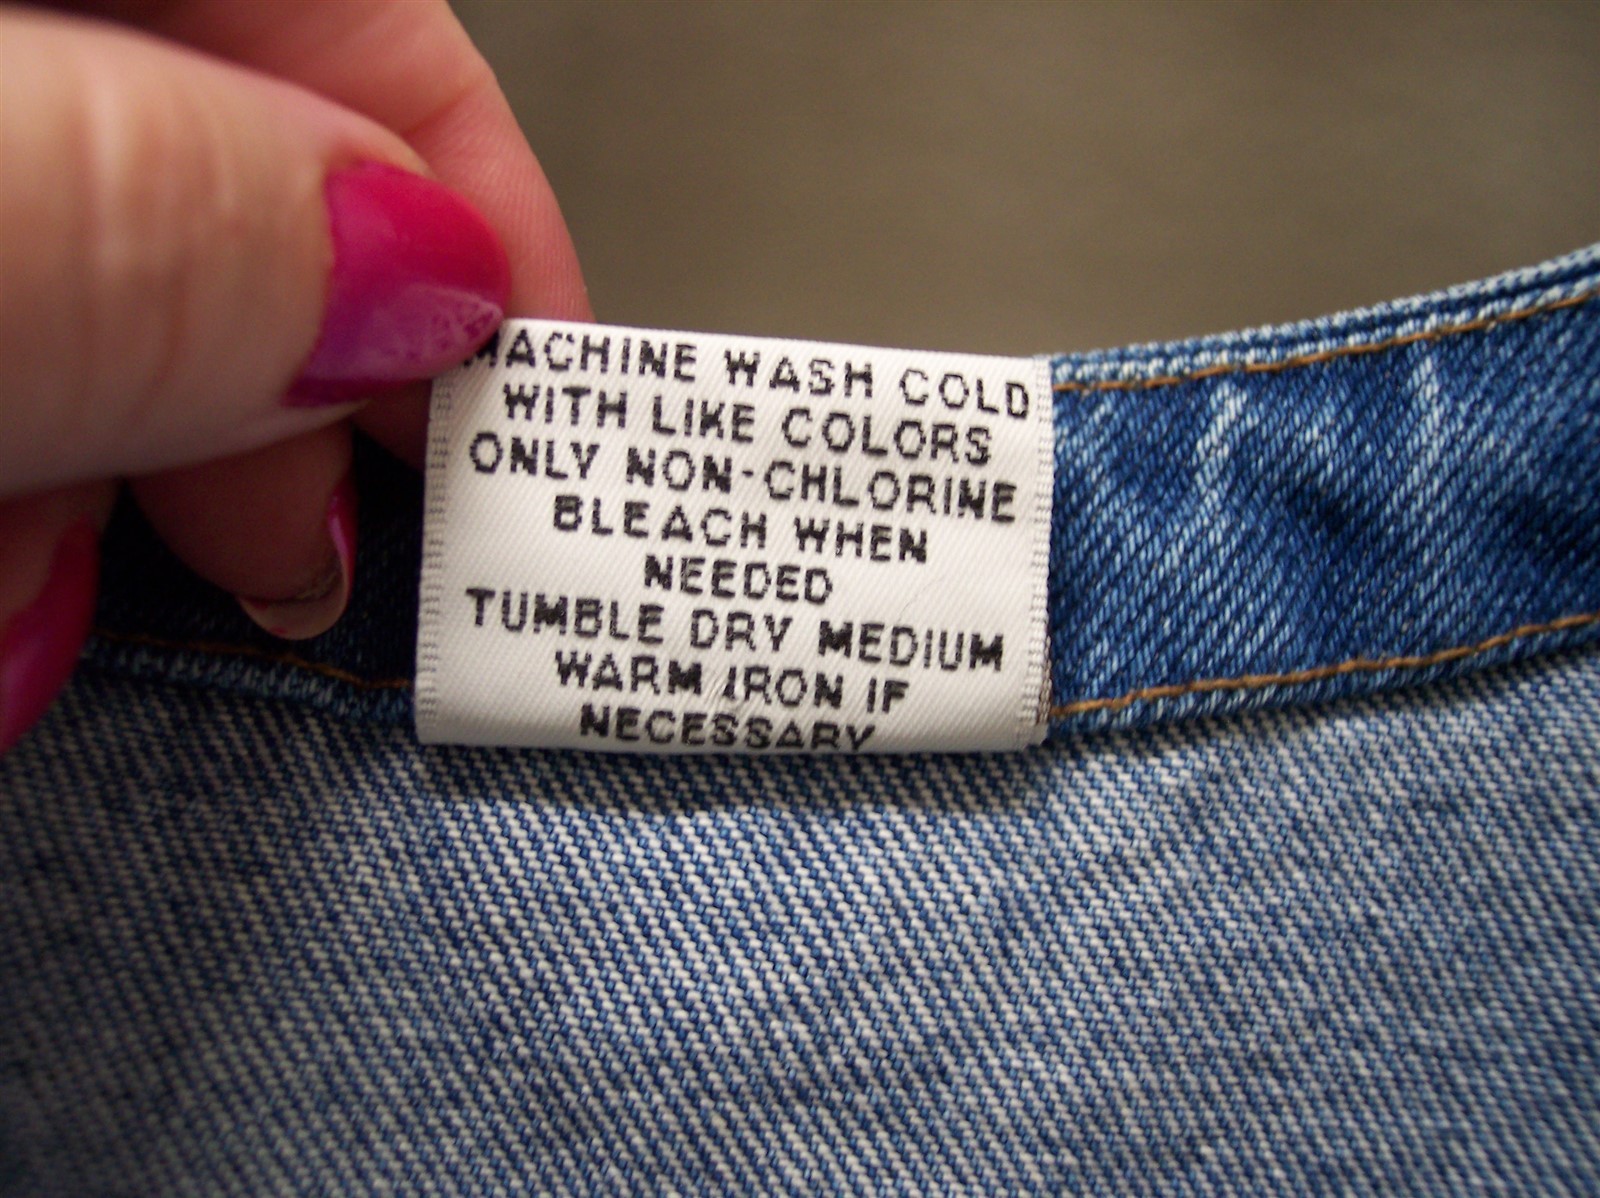 MACHINE WASH COLD
WITH LIKE COLORS
ONLY NON-CHLORINE
BLEACH WHEN
NEEDED
TUMBLE DRY MEDIUM
WARM IRON IF
NECESSARY